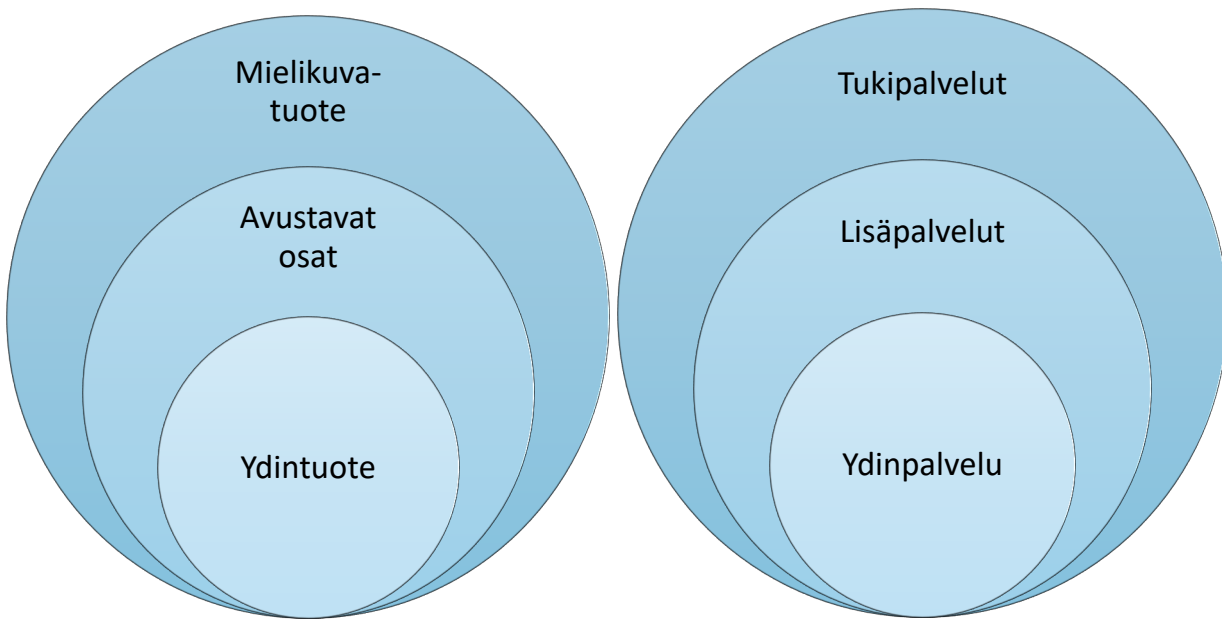 Mielikuva-
tuote
Avustavat
osat
Ydintuote
Tukipalvelut
Lisäpalvelut
Ydinpalvelu